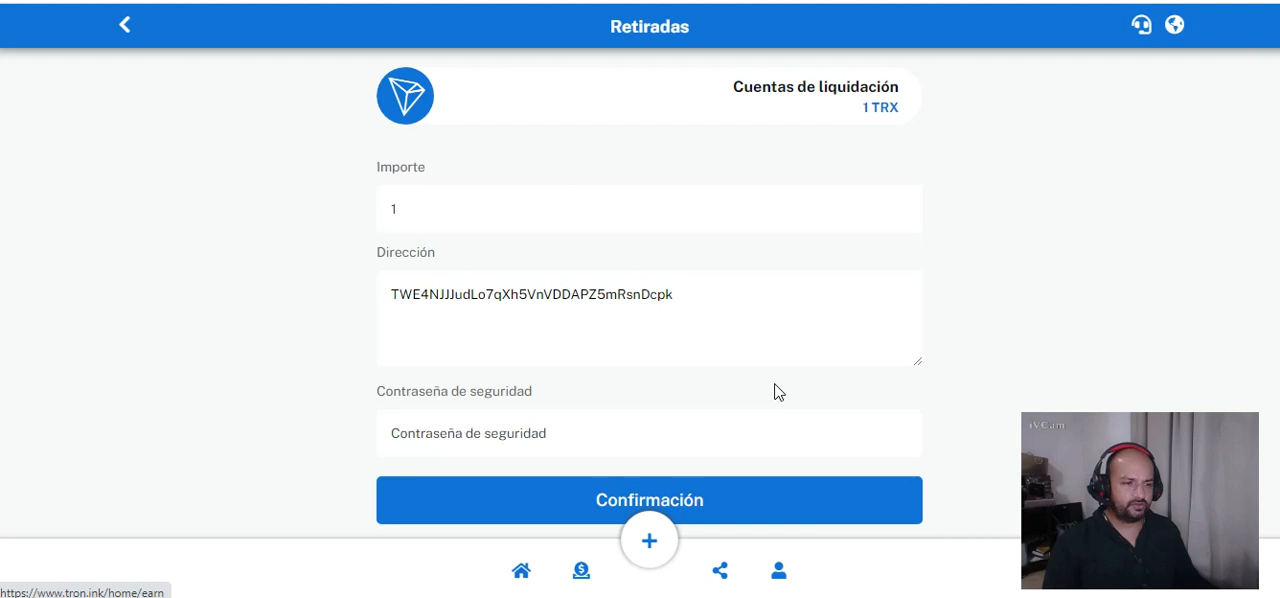 Retiradas
Cuentas de liquidación
1 TRX
Importe
1
Dirección
TWE4NJJJudLo7qXh5VnVDDAPZ5mRsnDcpk
Contraseña de seguridad
Contraseña de seguridad
Confirmación
iVCam
https://www.tron.ink/home/earn